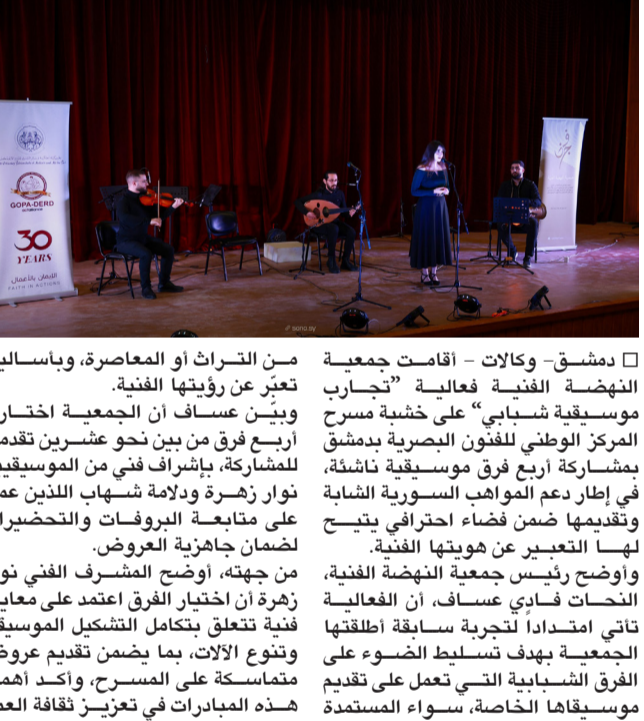 GOPA-DERD
30
YEARS
الإيمان بالأعمال
FAITH IN ACTIONS
sana.sy
□ دمشق- وكالات - أقامت جمعية
النهضة الفنية فعالية ”تجارب
موسيقية شبابي“ على خشبة مسرح
المركز الوطني للفنون البصرية بدمشق
بمشاركة أربع فرق موسيقية ناشئة،
في إطار دعم المواهب السورية الشابة
وتقديمها ضمن فضاء احترافي يتيح
لها التعبير عن هويتها الفنية.
وأوضح رئيس جمعية النهضة الفنية،
النحات فادي عساف، أن الفعالية
تأتي امتداداً لتجربة سابقة أطلقتها
الجمعية بهدف تسليط الضوء على
الفرق الشبابية التي تعمل على تقديم
موسيقاها الخاصة، سواء المستمدة
من التراث أو المعاصرة، وبأسالي
تعبّر عن رؤيتها الفنية.
وبيّن عساف أن الجمعية اختار
أربع فرق من بين نحو عشرين تقدم
للمشاركة، بإشراف فني من الموسيقي
نوار زهرة ودلامة شهاب اللذين عم
على متابعة البروفات والتحضيرا
لضمان جاهزية العروض.
من جهته، أوضح المشرف الفني نو
زهرة أن اختيار الفرق اعتمد على معاي
فنية تتعلق بتكامل التشكيل الموسيق
وتنوع الآلات، بما يضمن تقديم عروض
متماسكة على المسرح، وأكد أهم
هذه المبادرات في تعزيز ثقافة الع